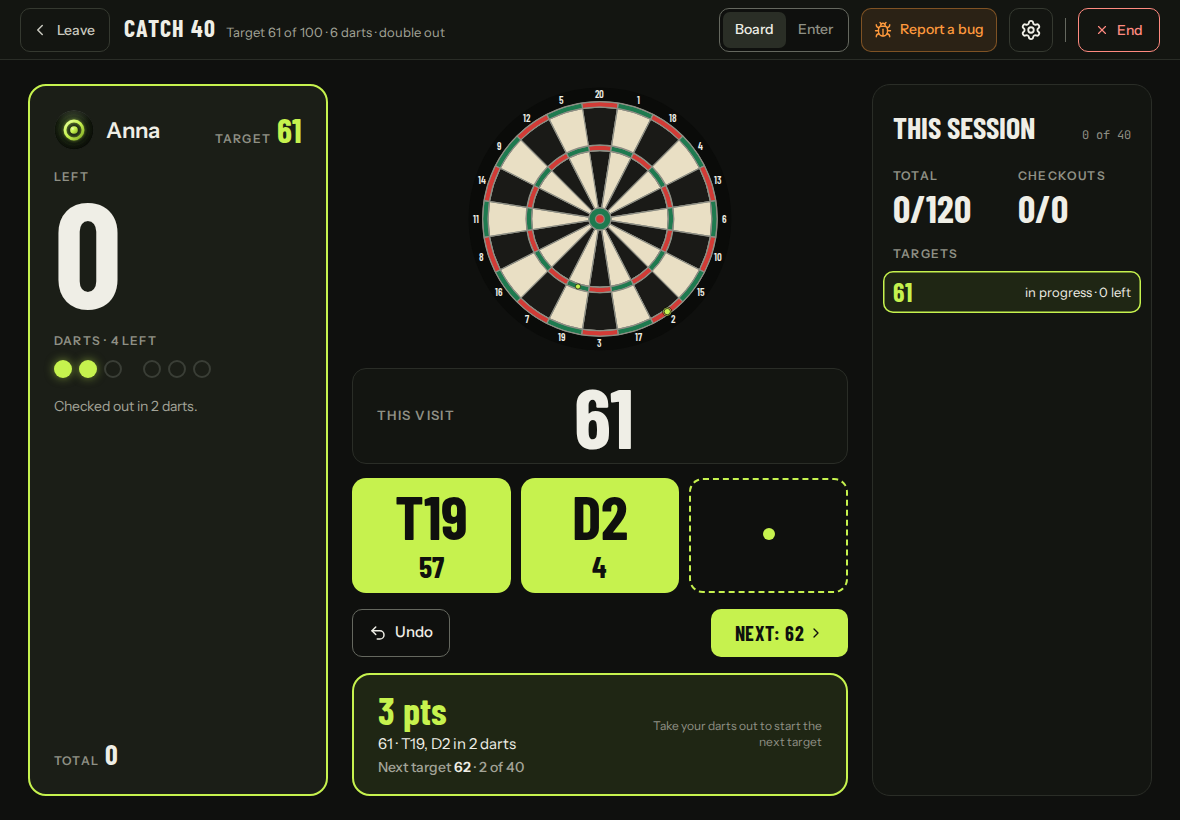 Leave
CATCH 40
Target 61 of 100 · 6 darts · double out
Board
Enter
Report a bug
End
Anna
TARGET 61
LEFT
0
DARTS · 4 LEFT
Checked out in 2 darts.
TOTAL 0
20
1
18
4
13
6
10
15
2
17
3
19
7
16
8
11
14
9
12
5
THIS VISIT
61
T19
57
D2
4
Undo
NEXT: 62
3 pts
61 · T19, D2 in 2 darts
Next target 62 · 2 of 40
Take your darts out to start the
next target
THIS SESSION
0 of 40
TOTAL
0/120
CHECKOUTS
0/0
TARGETS
61
in progress · 0 left